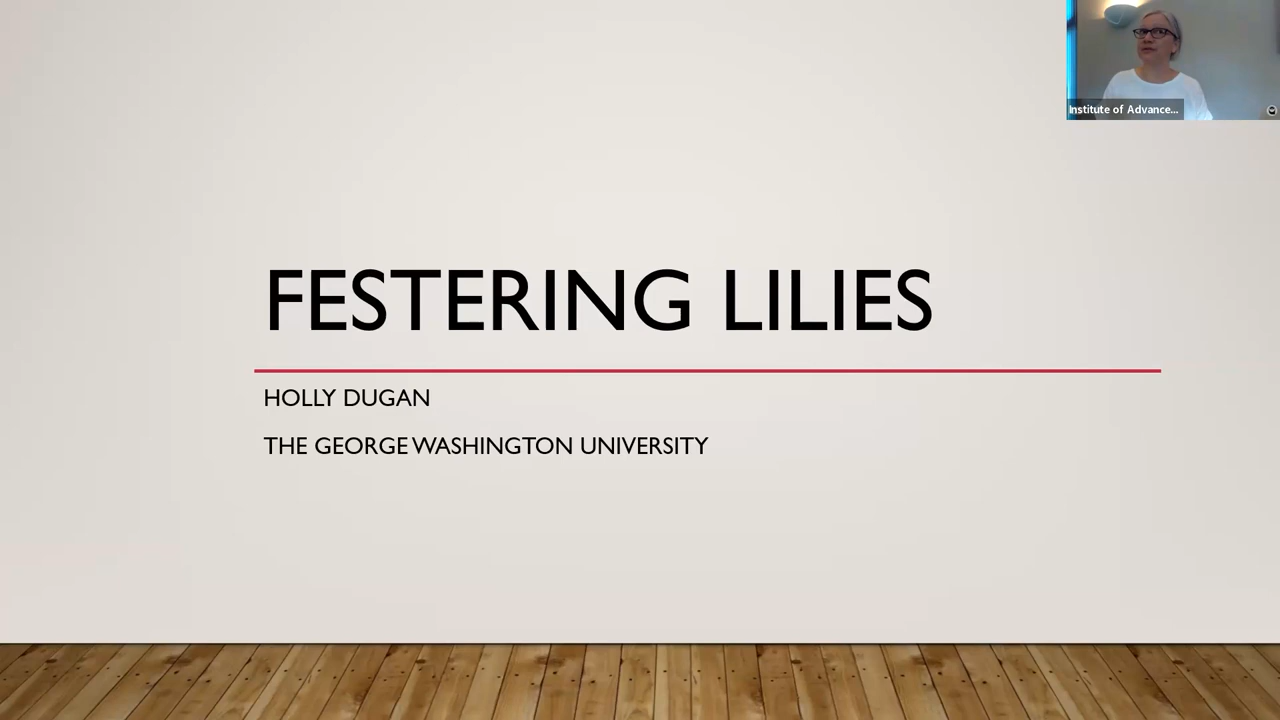 Institute of Advance...
FESTERING LILIES
HOLLY DUGAN
THE GEORGE WASHINGTON UNIVERSITY